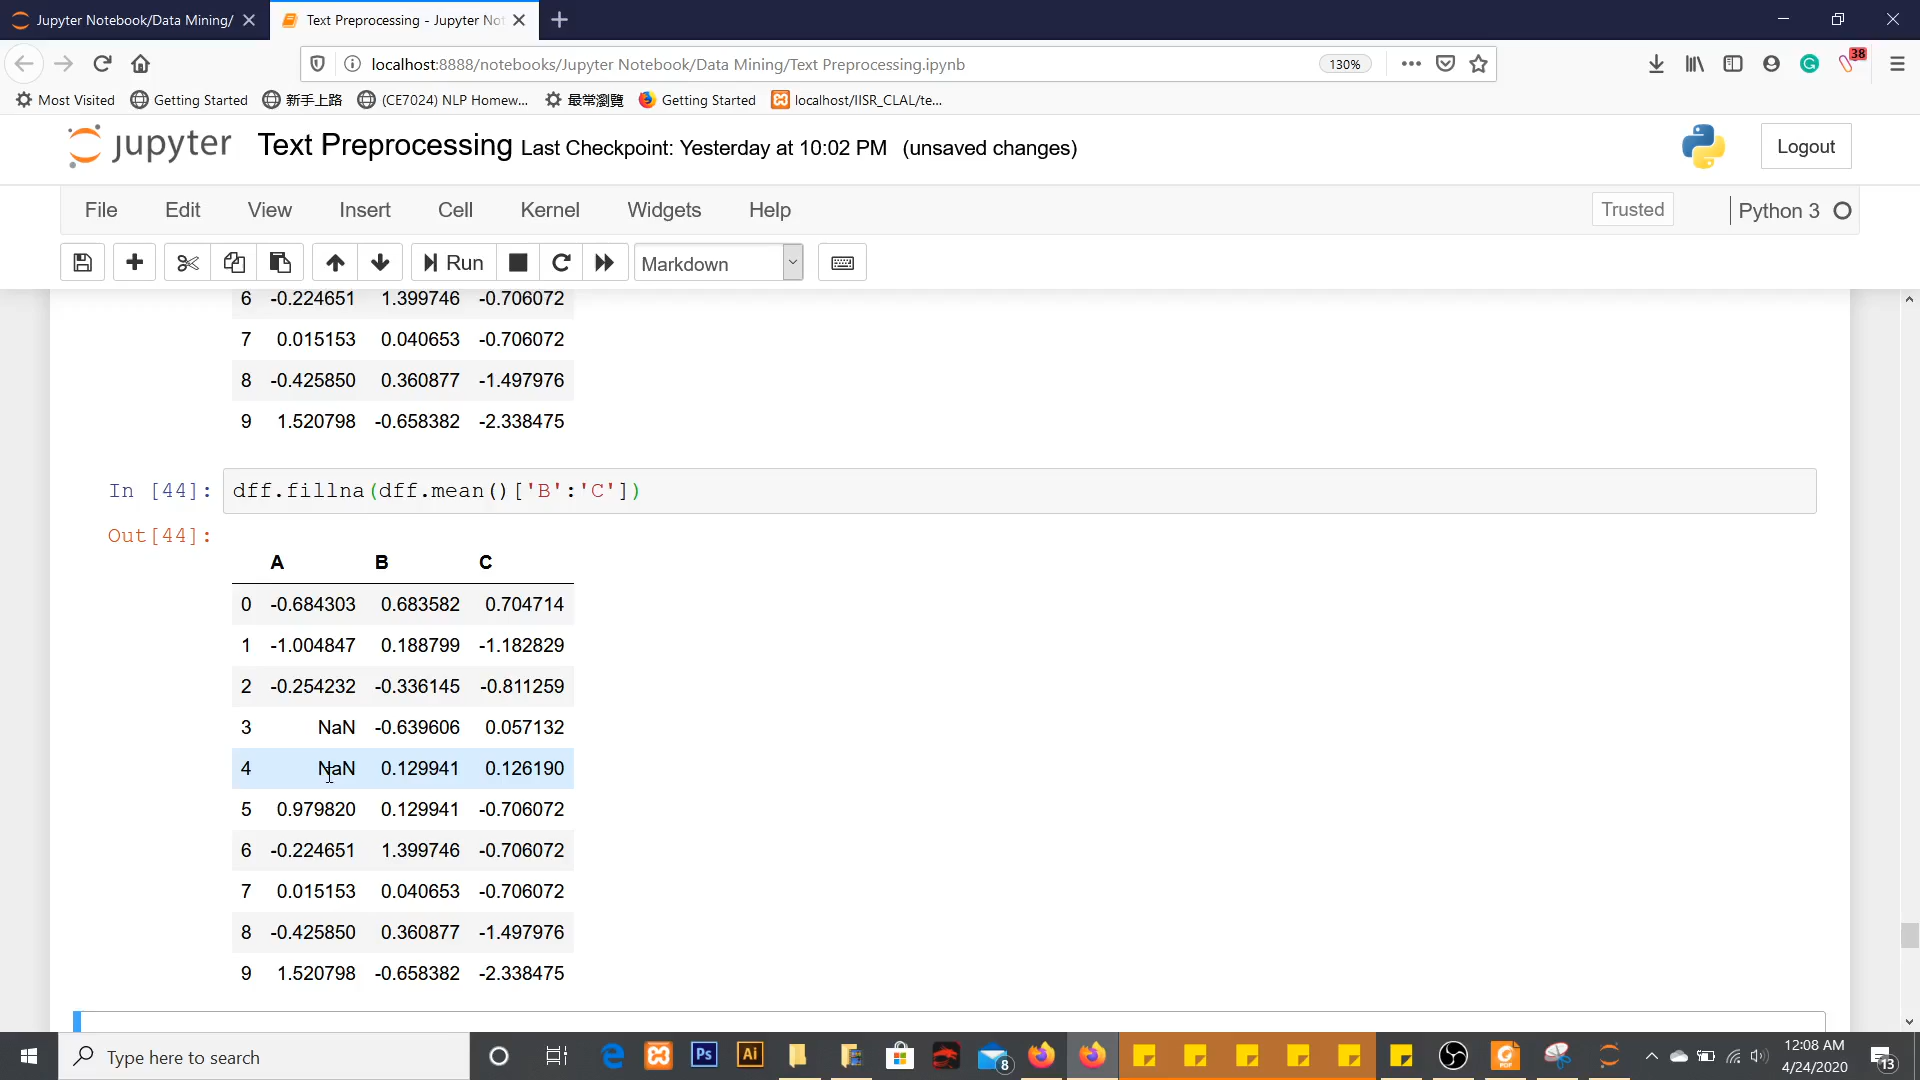 Jupyter Notebook/Data Mining/
Text Preprocessing - Jupyter Not
localhost:8888/notebooks/Jupyter Notebook/Data Mining/Text Preprocessing.ipynb
130%
38
Most Visited
Getting Started
新手上路
(CE7024) NLP Homew...
最常瀏覽
Getting Started
localhost/IISR_CLAL/te...
jupyter
Text Preprocessing Last Checkpoint: Yesterday at 10:02 PM (unsaved changes)
Logout
File Edit View Insert Cell Kernel Widgets Help
Trusted
Python 3
Run
Markdown
6 -0.224651 1.399746 -0.706072
7 0.015153 0.040653 -0.706072
8 -0.425850 0.360877 -1.497976
9 1.520798 -0.658382 -2.338475
In [44]: dff.fillna(dff.mean()['B':'C'])
Out[44]:
A B C
0 -0.684303 0.683582 0.704714
1 -1.004847 0.188799 -1.182829
2 -0.254232 -0.336145 -0.811259
3 NaN -0.639606 0.057132
4 NaN 0.129941 0.126190
5 0.979820 0.129941 -0.706072
6 -0.224651 1.399746 -0.706072
7 0.015153 0.040653 -0.706072
8 -0.425850 0.360877 -1.497976
9 1.520798 -0.658382 -2.338475
Type here to search
Ps
Ai
8
PDF
12:08 AM
4/24/2020
13